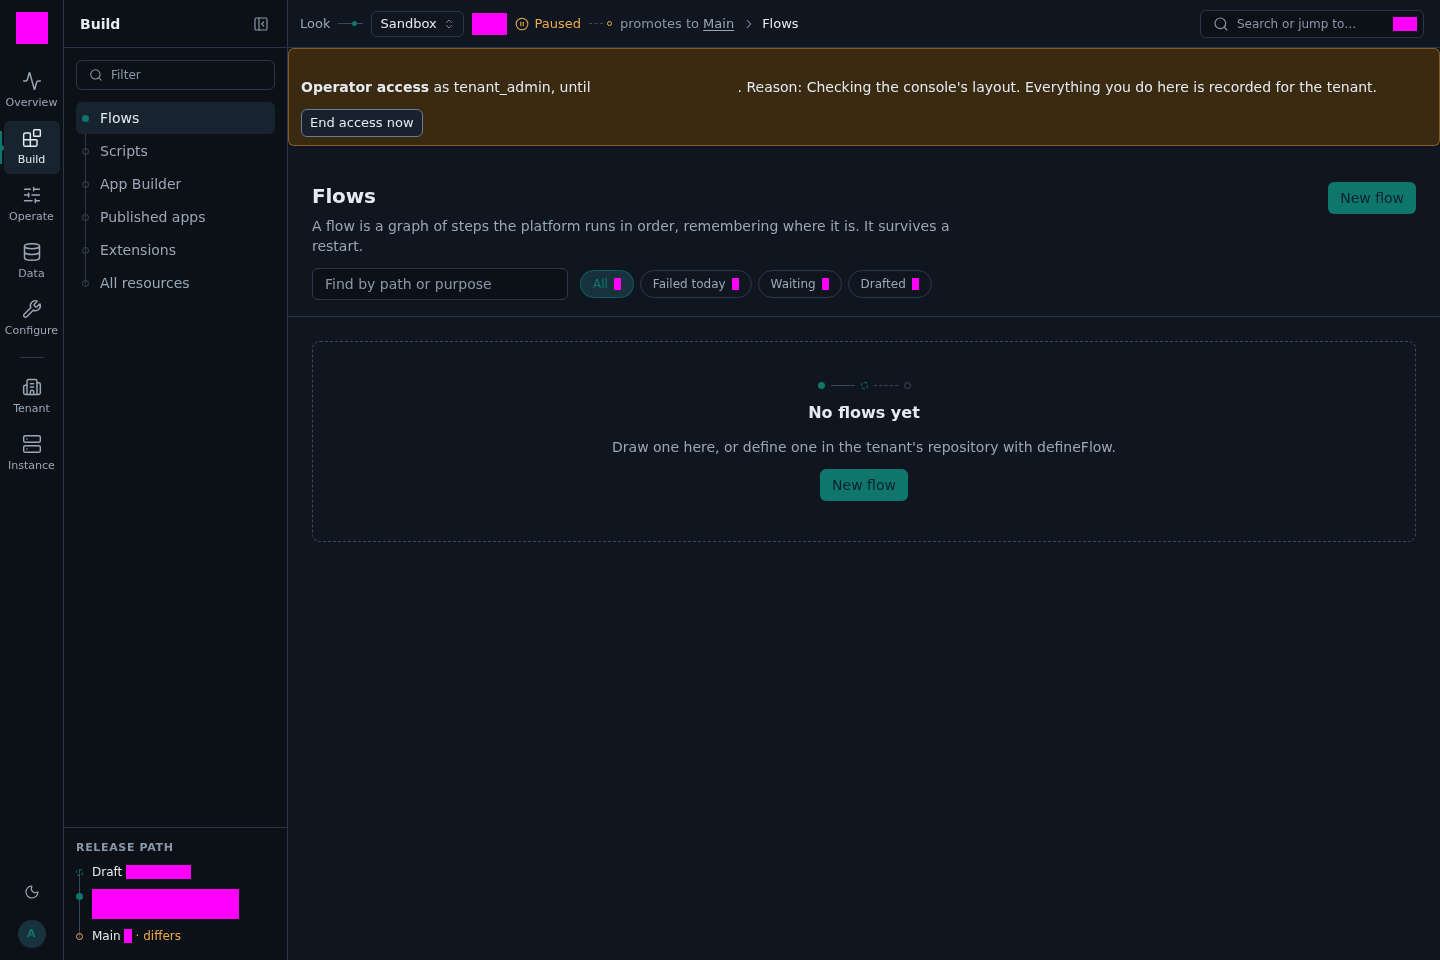 Build
Look
Sandbox
Paused
promotes to Main
Flows
Search or jump to...
Overview
Build
Operate
Data
Configure
Tenant
Instance
A
Filter
Flows
Scripts
App Builder
Published apps
Extensions
All resources
RELEASE PATH
Draft
Main · differs
Operator access as tenant_admin, until . Reason: Checking the console's layout. Everything you do here is recorded for the tenant.
End access now
Flows
New flow
A flow is a graph of steps the platform runs in order, remembering where it is. It survives a
restart.
Find by path or purpose
All
Failed today
Waiting
Drafted
No flows yet
Draw one here, or define one in the tenant's repository with defineFlow.
New flow